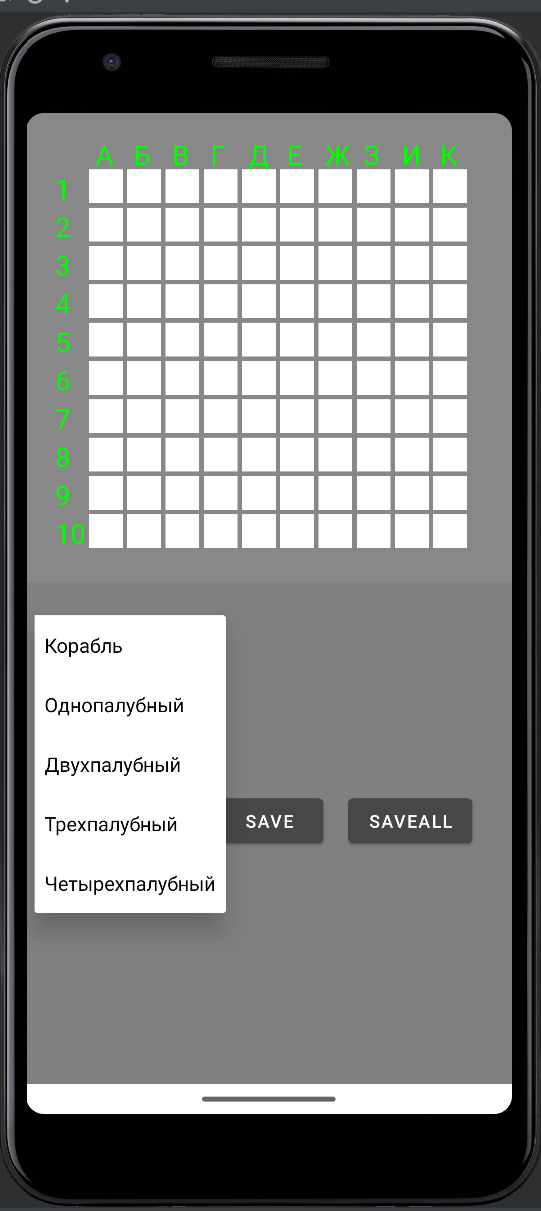 А Б В Г Д Е Ж З И К
1
2
3
4
5
6
7
8
9
10
Корабль
Однопалубный
Двухпалубный
Трехпалубный
SAVE
SAVEALL
Четырехпалубный